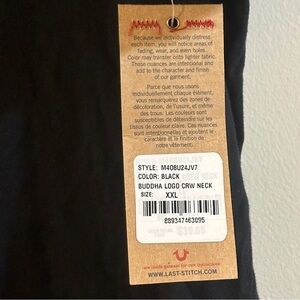 Because we individually distress
each item, you will notice areas of
fading, wear, and even holes.
Color may transfer onto lighter fabric.
These nuances are intentional and
add to the character and finish
of our garment.
Parce que nous usons
individuellement chaque élément,
vous remarquerez des zones de
décoloration, de l'usure, et même
des trous. Les couleurs sont
susceptibles de déteindre sur les
tissus de couleur claire. Ces nuances
sont intentionnelles et ajoutent à
le caractère et la finition de
notre vêtement.
STYLE: M408U24JV7
COLOR: BLACK
BUDDHA LOGO CRW NECK
SIZE: XXL
889347463095
WWW.LAST-STITCH.COM